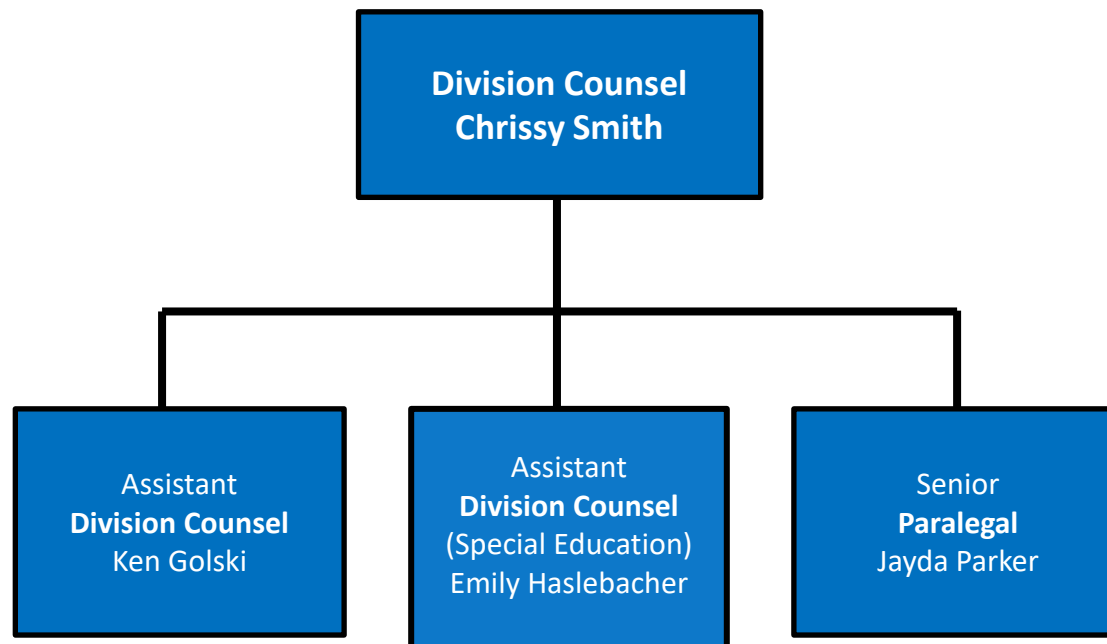 Division Counsel
Chrissy Smith
Assistant
Division Counsel
Ken Golski
Assistant
Division Counsel
(Special Education)
Emily Haslebacher
Senior
Paralegal
Jayda Parker